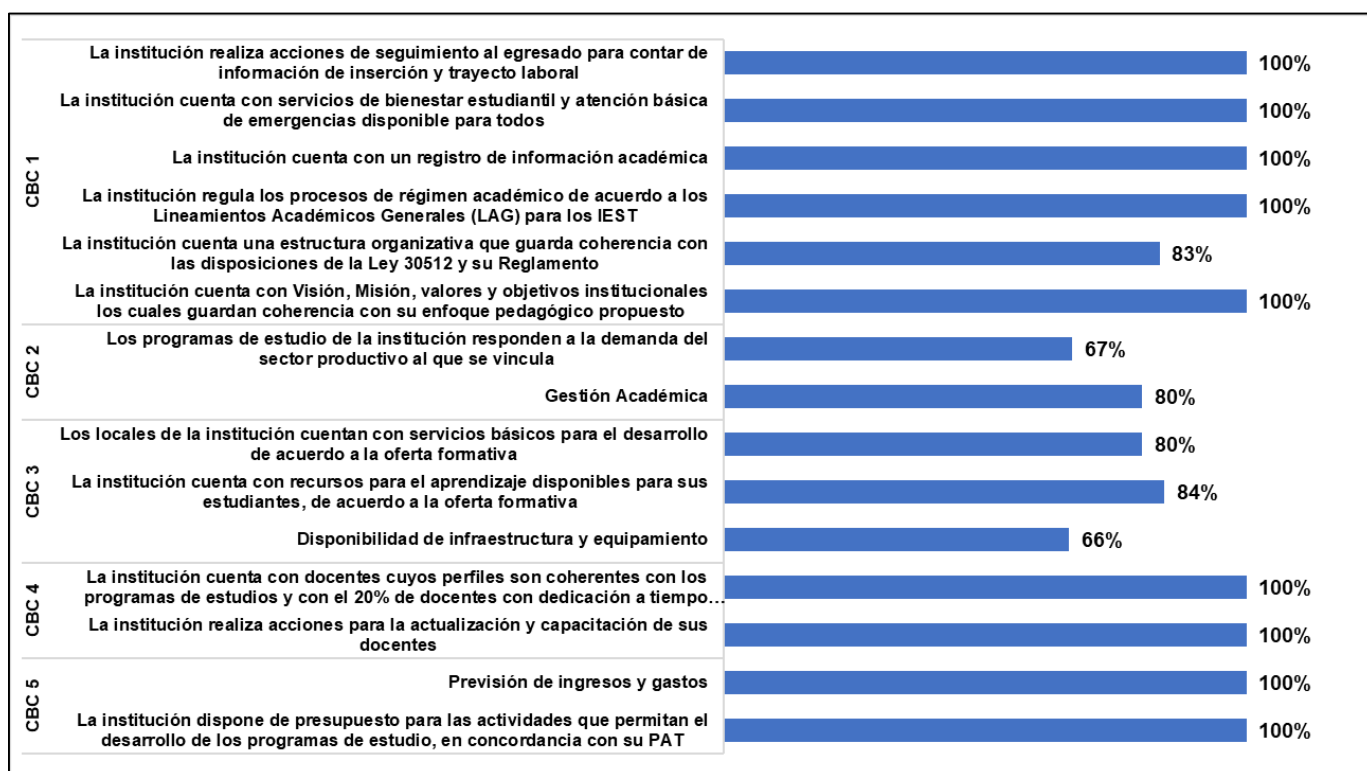 CBC 1
La institución realiza acciones de seguimiento al egresado para contar de
información de inserción y trayecto laboral
100%
La institución cuenta con servicios de bienestar estudiantil y atención básica
de emergencias disponible para todos
100%
La institución cuenta con un registro de información académica
100%
La institución regula los procesos de régimen académico de acuerdo a los
Lineamientos Académicos Generales (LAG) para los IEST
100%
La institución cuenta una estructura organizativa que guarda coherencia con
las disposiciones de la Ley 30512 y su Reglamento
83%
La institución cuenta con Visión, Misión, valores y objetivos institucionales
los cuales guardan coherencia con su enfoque pedagógico propuesto
100%
CBC 2
Los programas de estudio de la institución responden a la demanda del
sector productivo al que se vincula
67%
Gestión Académica
80%
CBC 3
Los locales de la institución cuentan con servicios básicos para el desarrollo
de acuerdo a la oferta formativa
80%
La institución cuenta con recursos para el aprendizaje disponibles para sus
estudiantes, de acuerdo a la oferta formativa
84%
Disponibilidad de infraestructura y equipamiento
66%
CBC 4
La institución cuenta con docentes cuyos perfiles son coherentes con los
programas de estudios y con el 20% de docentes con dedicación a tiempo...
100%
La institución realiza acciones para la actualización y capacitación de sus
docentes
100%
CBC 5
Previsión de ingresos y gastos
100%
La institución dispone de presupuesto para las actividades que permitan el
desarrollo de los programas de estudio, en concordancia con su PAT
100%